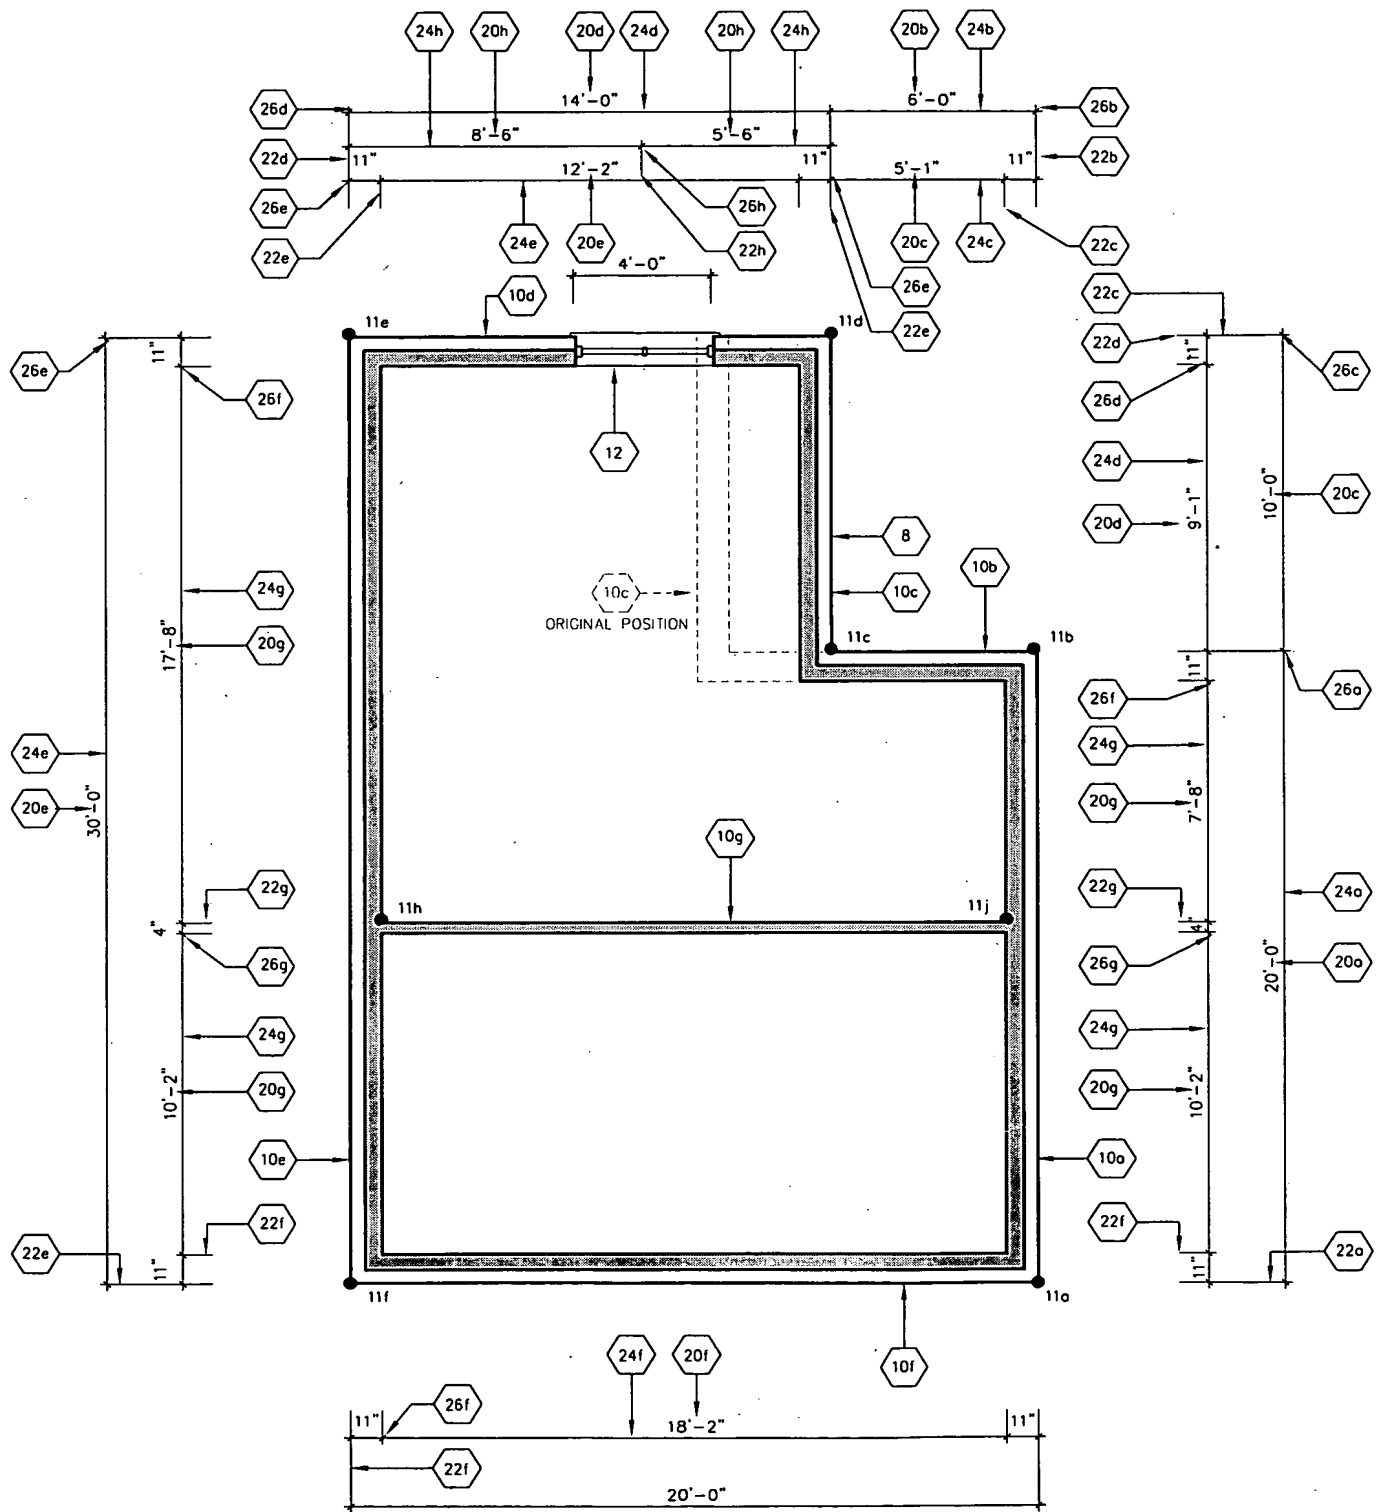 24h 20h 20d 24d 20h 24h 20b 24b
26d 14'-0" 6'-0" 26b
8'-6" 5'-6"
22d 11" 12'-2" 11" 5'-1" 11" 22b
26e 26h
22e 24e 20e 22h 20c 24c 22c
4'-0" 26e 22c
10d 22e
11e 11d
26e 11" 22d 11" 26c
26f 26d
12 24d
10'-0" 20c
20d 9'-1"
8
10b
24g 10c 10c
ORIGINAL POSITION
20g 17'-8" 11c 11b
11"
26f 26a
24e 24g
20e 30'-0" 20g 7'-8"
10g
22g 22g 24a
11h 11j
4" 4"
26g 26g 20'-0" 20a
24g 24g
20g 10'-2" 20g 10'-2"
10e 10a
22f 22f
22e 11" 11" 22a
11f 11a
24f 20f 10f
26f
11" 18'-2" 11"
22f
20'-0"